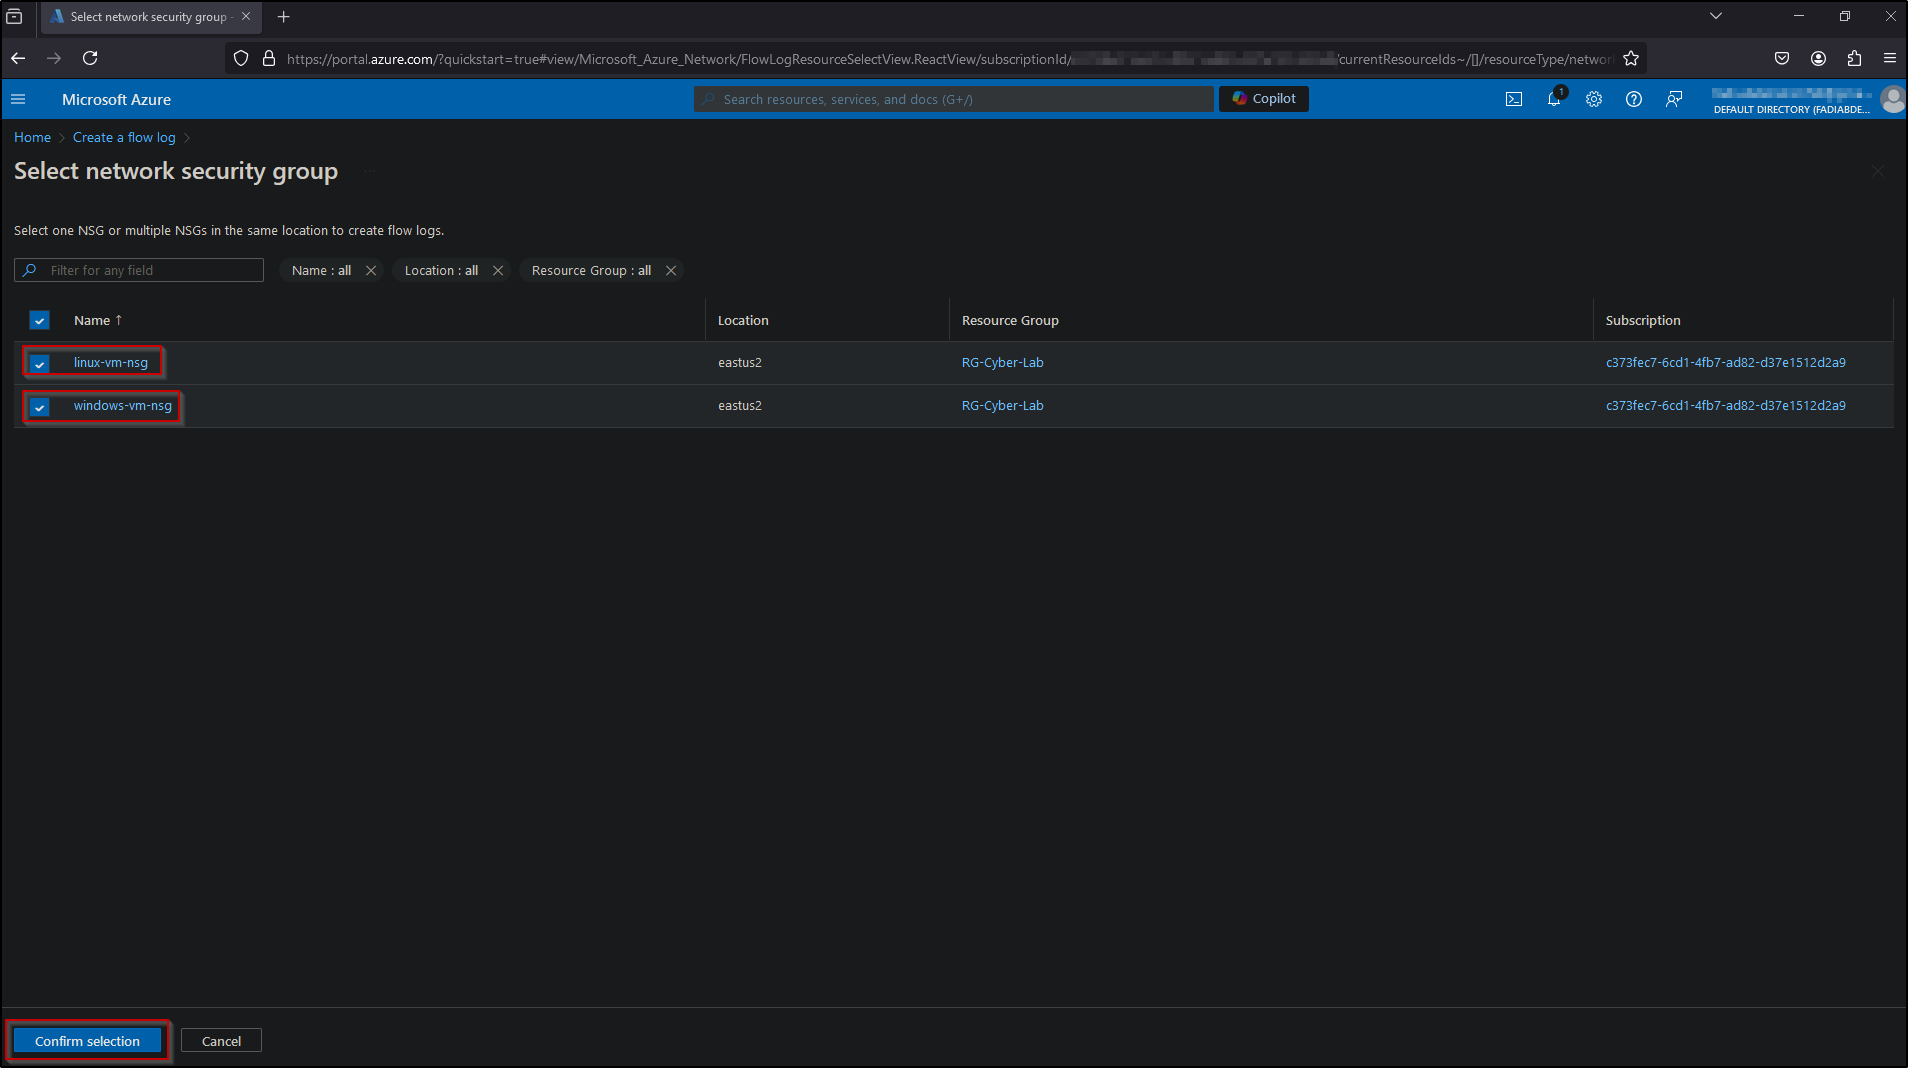 Select network security group -
https://portal.azure.com/?quickstart=true#view/Microsoft_Azure_Network/FlowLogResourceSelectView.ReactView/subscriptionId/ /currentResourceIds~/[]/resourceType/networ
Microsoft Azure
Search resources, services, and docs (G+/)
Copilot
1
DEFAULT DIRECTORY (FADIABDE...
Home > Create a flow log >
Select network security group ...
Select one NSG or multiple NSGs in the same location to create flow logs.
Filter for any field
Name : all
Location : all
Resource Group : all
Name ↑ Location Resource Group Subscription
linux-vm-nsg eastus2 RG-Cyber-Lab c373fec7-6cd1-4fb7-ad82-d37e1512d2a9
windows-vm-nsg eastus2 RG-Cyber-Lab c373fec7-6cd1-4fb7-ad82-d37e1512d2a9
Confirm selection
Cancel